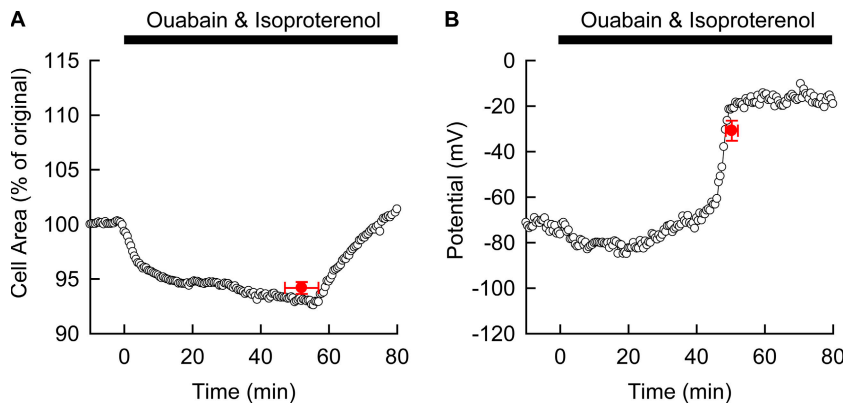 A
Ouabain & Isoproterenol
Cell Area (% of original)
115
110
105
100
95
90
0
20
40
60
80
Time (min)
B
Ouabain & Isoproterenol
Potential (mV)
0
-20
-40
-60
-80
-100
-120
0
20
40
60
80
Time (min)